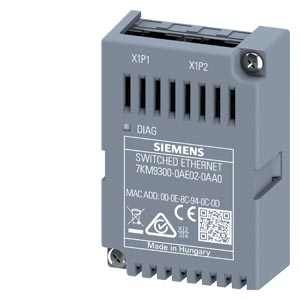 X1P1 X1P2
DIAG
SIEMENS
SWITCHED ETHERNET
7KM9300-0AE02-0AA0
MAC ADD: 00-0E-8C-94-0C-0D
Made in Hungary